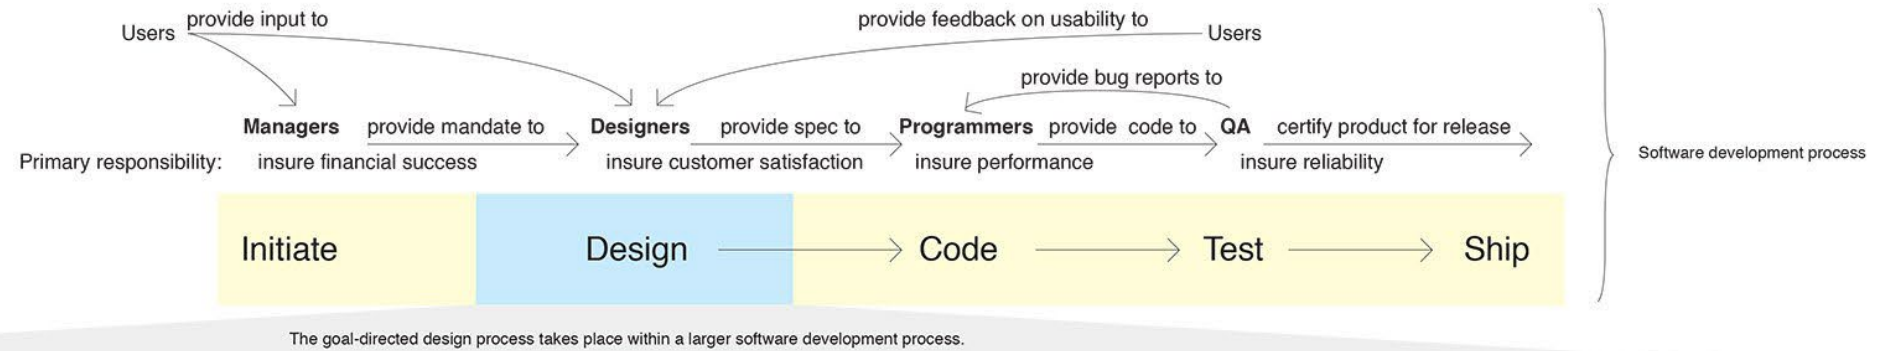 provide input to
provide feedback on usability to
Users
Users
provide bug reports to
Managers provide mandate to Designers provide spec to Programmers provide code to QA certify product for release
Primary responsibility: insure financial success insure customer satisfaction insure performance insure reliability
Software development process
Initiate Design Code Test Ship
The goal-directed design process takes place within a larger software development process.